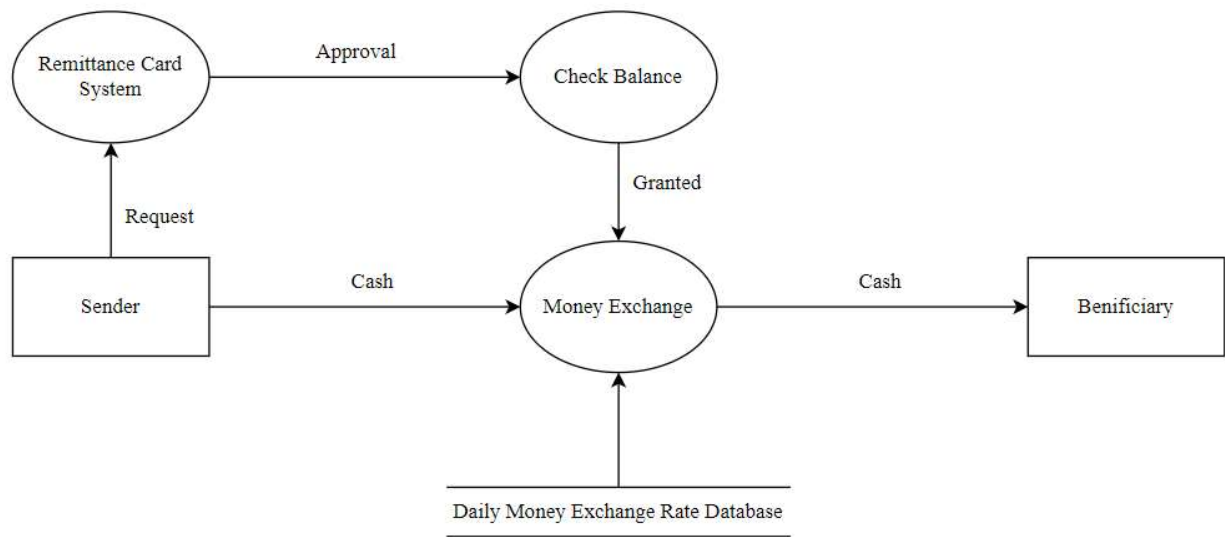 Remittance Card
System
Approval
Check Balance
Granted
Request
Sender
Cash
Money Exchange
Cash
Benificiary
Daily Money Exchange Rate Database